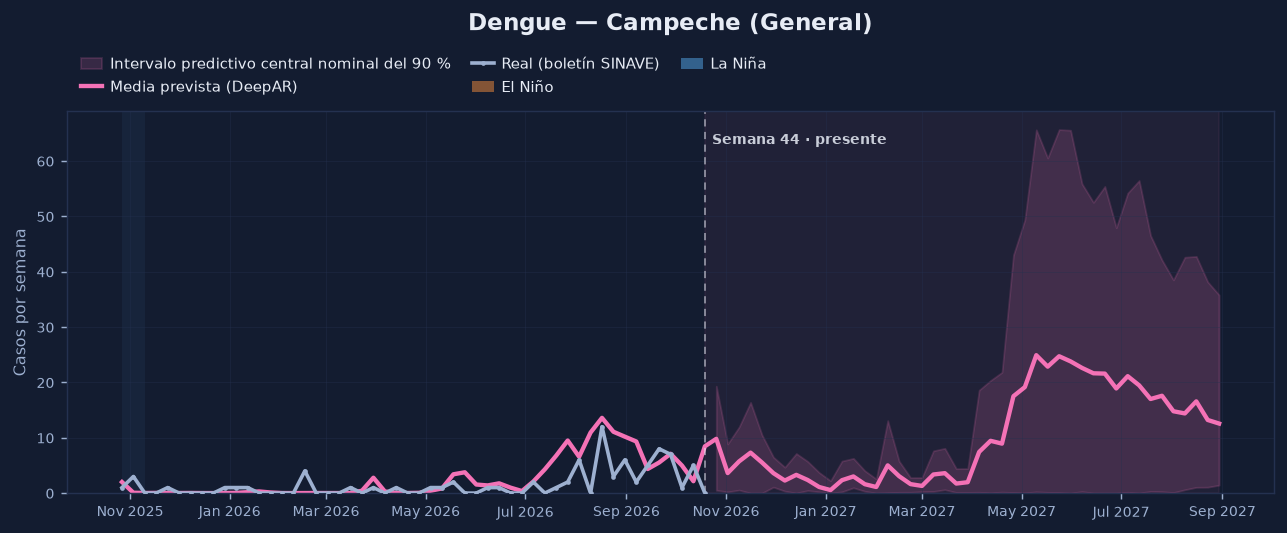 Dengue — Campeche (General)
Intervalo predictivo central nominal del 90 %
Real (boletín SINAVE)
La Niña
Media prevista (DeepAR)
El Niño
Semana 44 · presente
Casos por semana
60
50
40
30
20
10
0
Nov 2025
Jan 2026
Mar 2026
May 2026
Jul 2026
Sep 2026
Nov 2026
Jan 2027
Mar 2027
May 2027
Jul 2027
Sep 2027